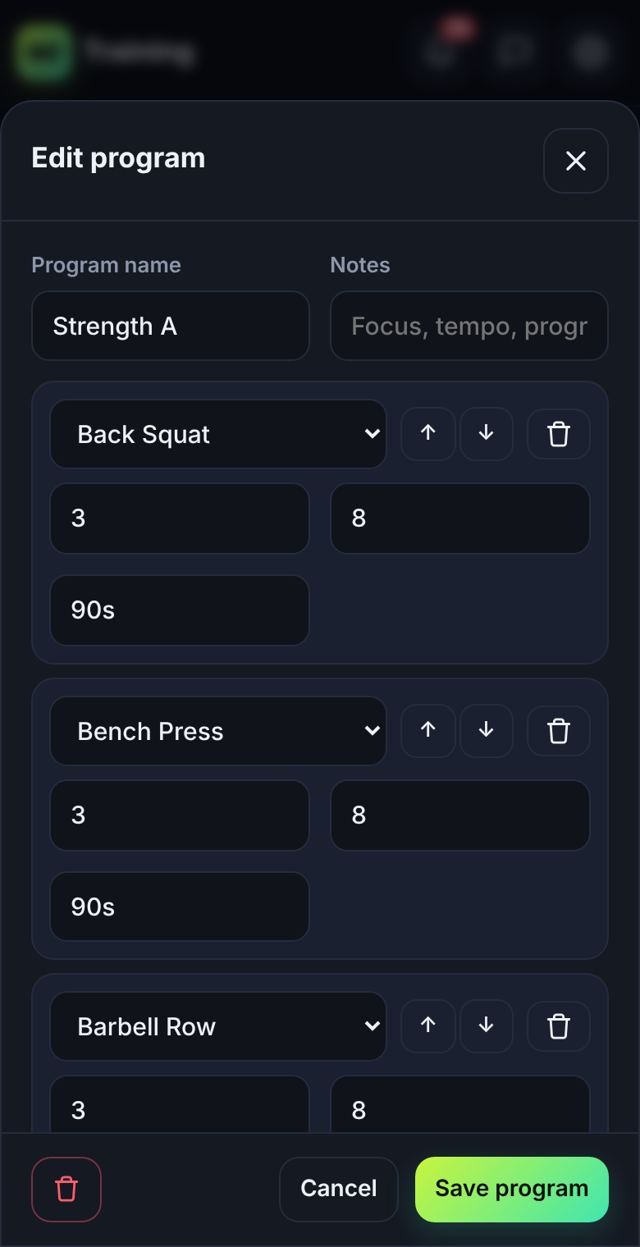 Training
Edit program
Program name
Notes
Strength A
Focus, tempo, progr
Back Squat
3
8
90s
Bench Press
3
8
90s
Barbell Row
3
8
Cancel
Save program